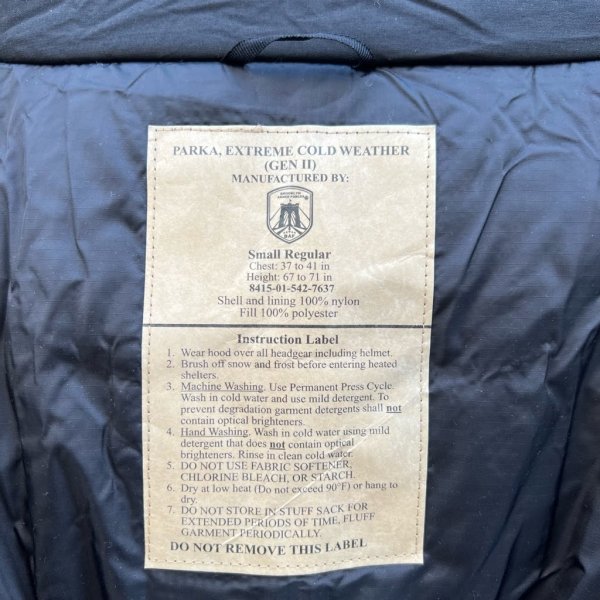 PARKA, EXTREME COLD WEATHER
(GEN II)
MANUFACTURED BY:
BROOKLYN
ARMED FORCES
BAF
Small Regular
Chest: 37 to 41 in
Height: 67 to 71 in
8415-01-542-7637
Shell and lining 100% nylon
Fill 100% polyester
Instruction Label
1. Wear hood over all headgear including helmet.
2. Brush off snow and frost before entering heated
shelters.
3. Machine Washing. Use Permanent Press Cycle.
Wash in cold water and use mild detergent. To
prevent degradation garment detergents shall not
contain optical brighteners.
4. Hand Washing. Wash in cold water using mild
detergent that does not contain optical
brighteners. Rinse in clean cold water.
5. DO NOT USE FABRIC SOFTENER,
CHLORINE BLEACH, OR STARCH.
6. Dry at low heat (Do not exceed 90°F) or hang to
dry.
7. DO NOT STORE IN STUFF SACK FOR
EXTENDED PERIODS OF TIME, FLUFF
GARMENT PERIODICALLY.
DO NOT REMOVE THIS LABEL